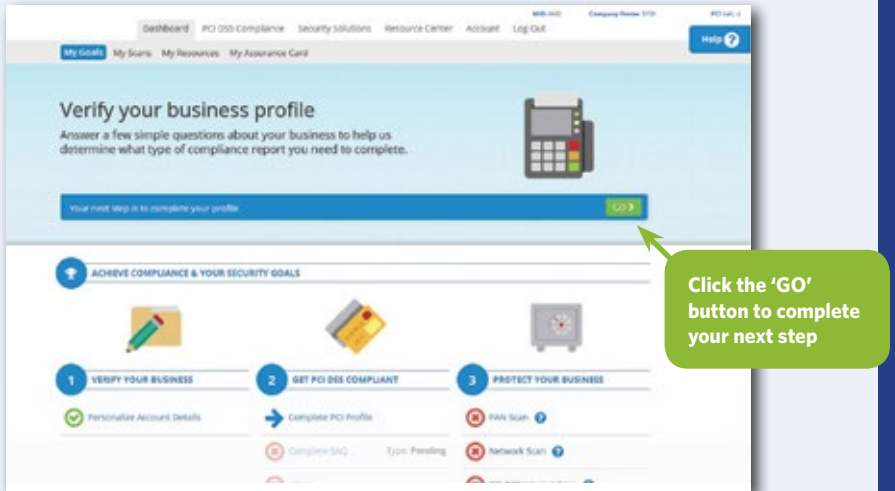 Dashboard PCI DSS Compliance Security Solutions Resource Center Account Log Out
Help ?
My Goals My Scans My Resources My Assurance Card
Verify your business profile
Answer a few simple questions about your business to help us
determine what type of compliance report you need to complete.
Your next step is to complete your profile
GO >
Click the ‘GO’
button to complete
your next step
ACHIEVE COMPLIANCE & YOUR SECURITY GOALS
1 VERIFY YOUR BUSINESS
2 GET PCI DSS COMPLIANT
3 PROTECT YOUR BUSINESS
Personalize Account Details
Complete PCI Profile
PAN Scan ?
Complete SAQ Type: Pending
Network Scan ?